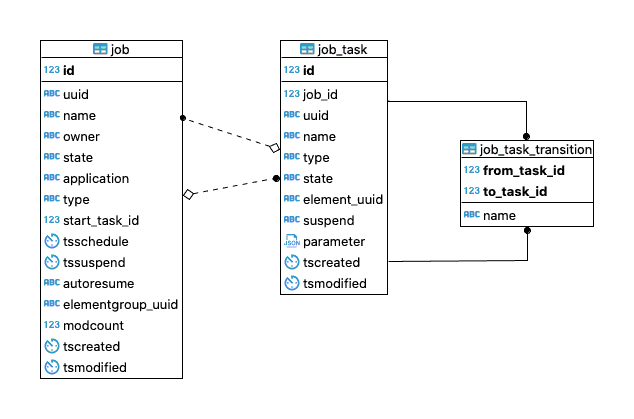 job
123 id
ABC uuid
ABC name
ABC owner
ABC state
ABC application
ABC type
123 start_task_id
tsschedule
tssuspend
ABC autoresume
ABC elementgroup_uuid
123 modcount
tscreated
tsmodified
job_task
123 id
123 job_id
ABC uuid
ABC name
ABC type
ABC state
ABC element_uuid
ABC suspend
JSON parameter
tscreated
tsmodified
job_task_transition
123 from_task_id
123 to_task_id
ABC name